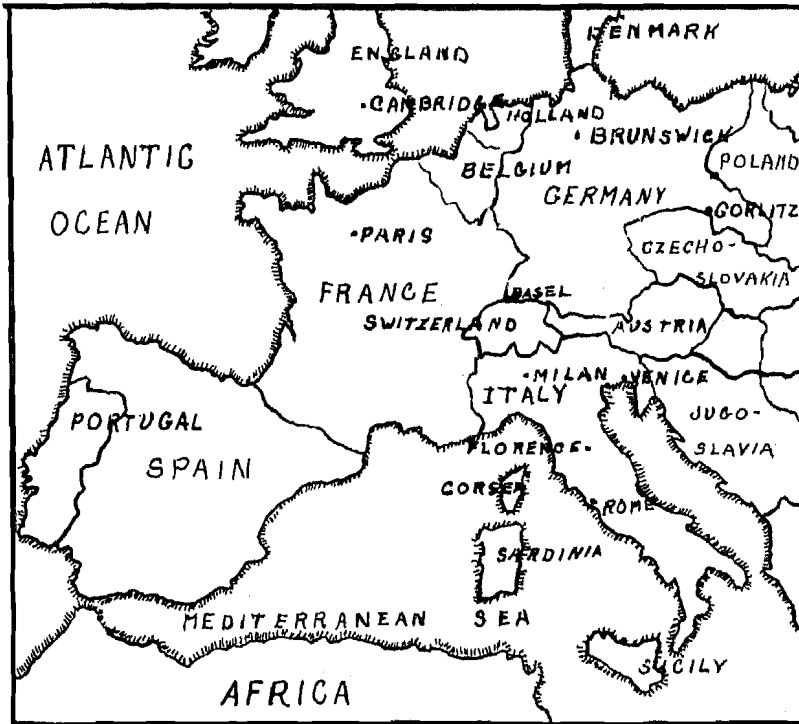 DENMARK
ENGLAND
CAMBRIDGE
HOLLAND
BRUNSWICK
ATLANTIC
OCEAN
BELGIUM
POLAND
GERMANY
GORLITZ
PARIS
CZECHO-
SLOVAKIA
FRANCE
BASEL
SWITZERLAND
AUSTRIA
MILAN
VENICE
ITALY
JUGO-
SLAVIA
PORTUGAL
SPAIN
FLORENCE
CORSER
ROME
SARDINIA
MEDITERRANEAN SEA
SICILY
AFRICA